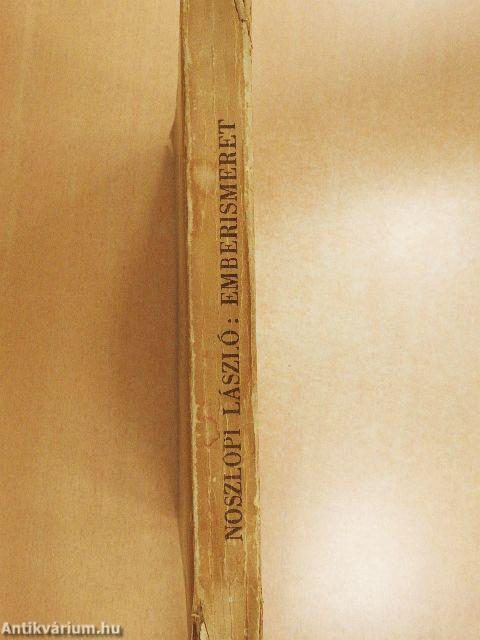 NOSZLOPI LÁSZLÓ: EMBERISMERET
Antikvárium.hu